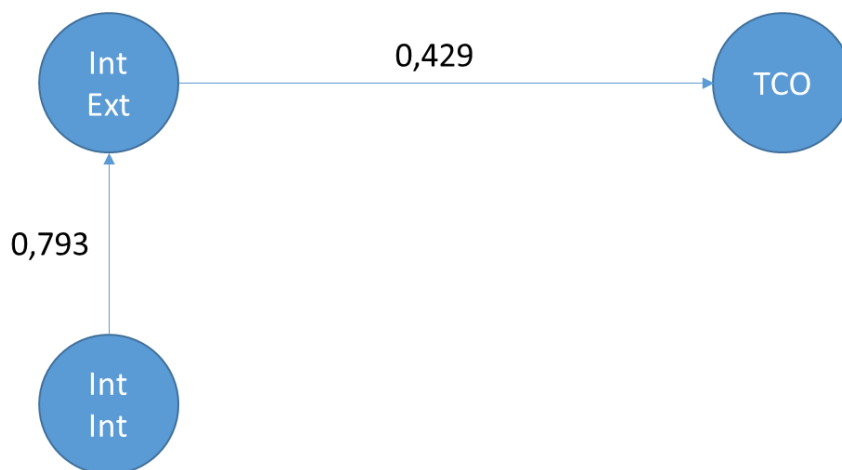 Int
Ext
0,429
TCO
0,793
Int
Int